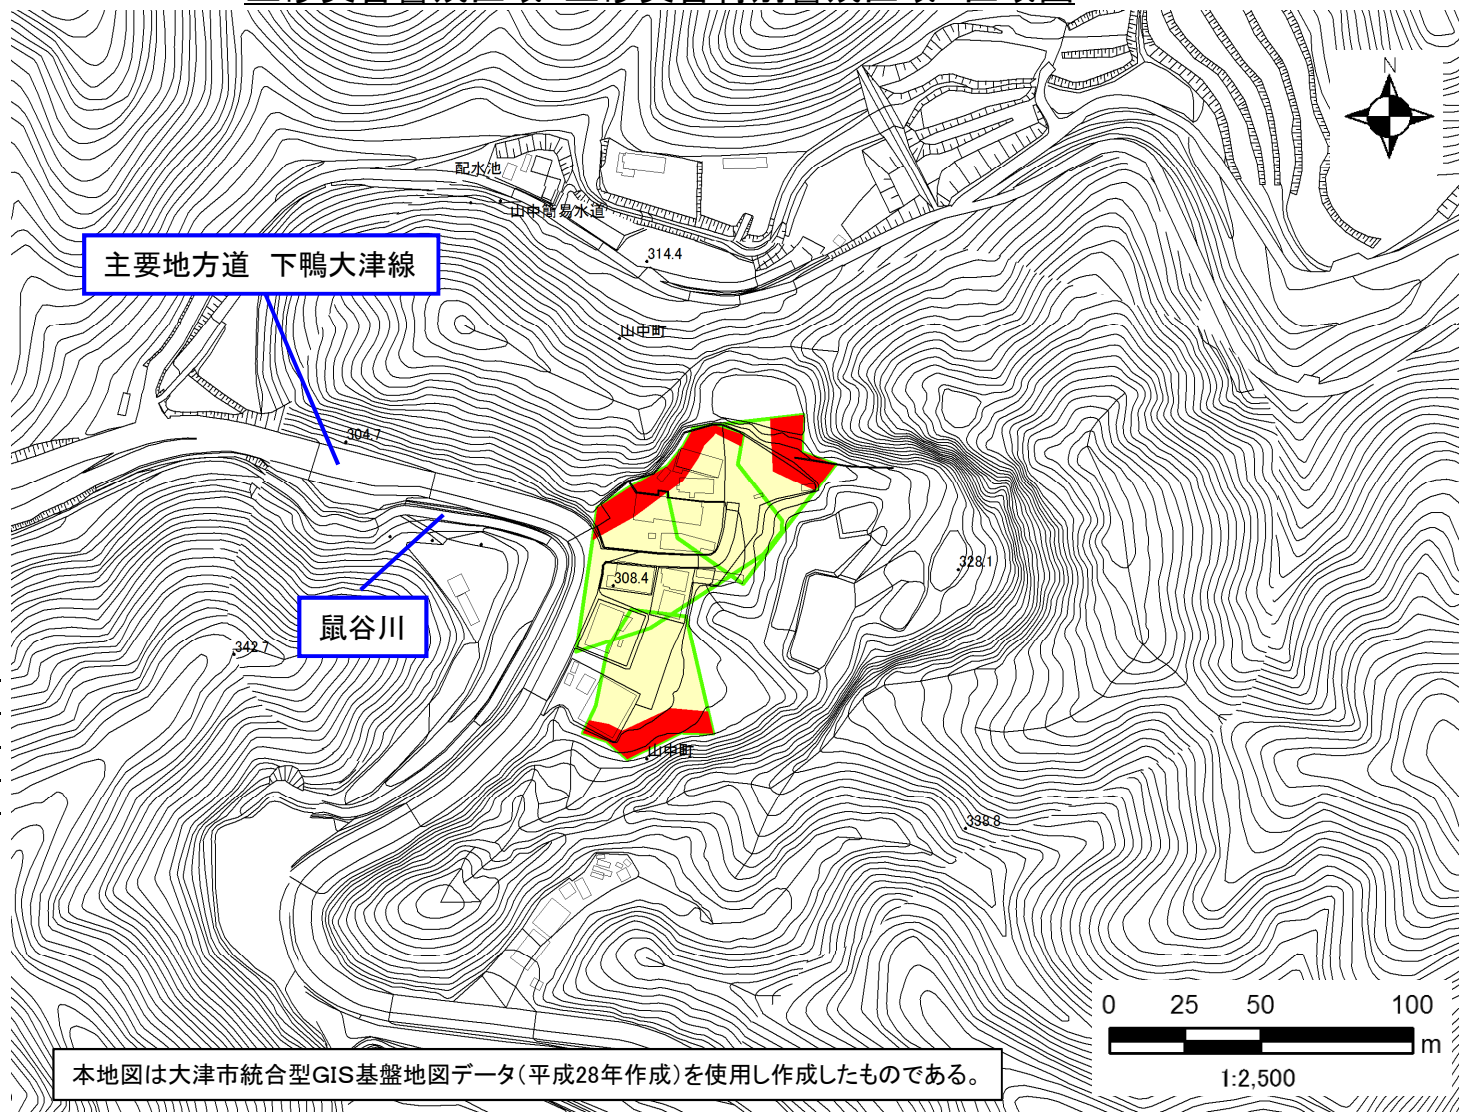 N
配水池
山中簡易水道
主要地方道　下鴨大津線
314.4
山中町
304.7
308.4
328.1
鼠谷川
342.7
山中町
338.8
0 25 50 100
m
1:2,500
本地図は大津市統合型GIS基盤地図データ(平成28年作成)を使用し作成したものである。